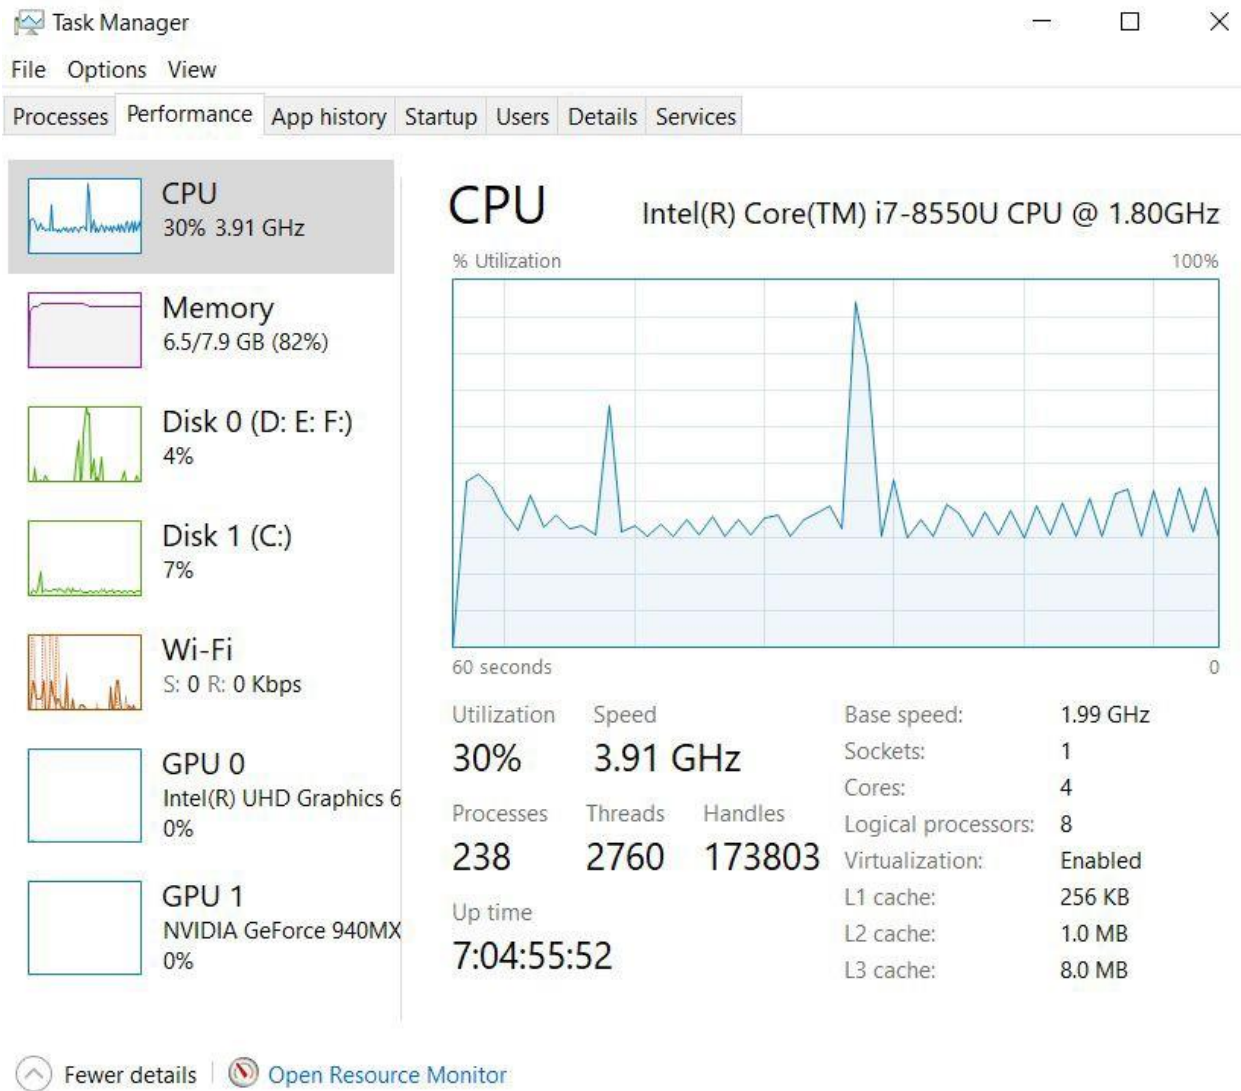 Task Manager
File Options View
Processes Performance App history Startup Users Details Services
CPU
30% 3.91 GHz
Memory
6.5/7.9 GB (82%)
Disk 0 (D: E: F:)
4%
Disk 1 (C:)
7%
Wi-Fi
S: 0 R: 0 Kbps
GPU 0
Intel(R) UHD Graphics 6
0%
GPU 1
NVIDIA GeForce 940MX
0%
CPU Intel(R) Core(TM) i7-8550U CPU @ 1.80GHz
% Utilization 100%
60 seconds 0
Utilization Speed
30% 3.91 GHz
Processes Threads Handles
238 2760 173803
Up time
7:04:55:52
Base speed: 1.99 GHz
Sockets: 1
Cores: 4
Logical processors: 8
Virtualization: Enabled
L1 cache: 256 KB
L2 cache: 1.0 MB
L3 cache: 8.0 MB
Fewer details Open Resource Monitor